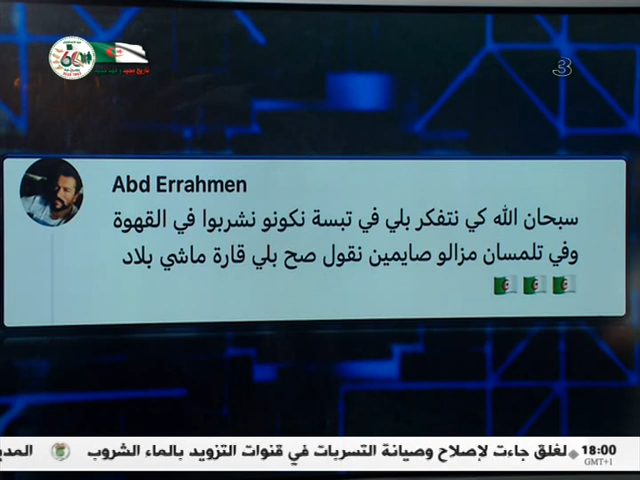 3
Abd Errahmen
سبحان الله كي نتفكر بلي في تبسة نكونو نشربوا في القهوة
وفي تلمسان مزالو صايمين نقول صح بلي قارة ماشي بلاد
🇩🇿 🇩🇿 🇩🇿
18:00
GMT+1
لغلق جاءت لإصلاح وصيانة التسربات في قنوات التزويد بالماء الشروب